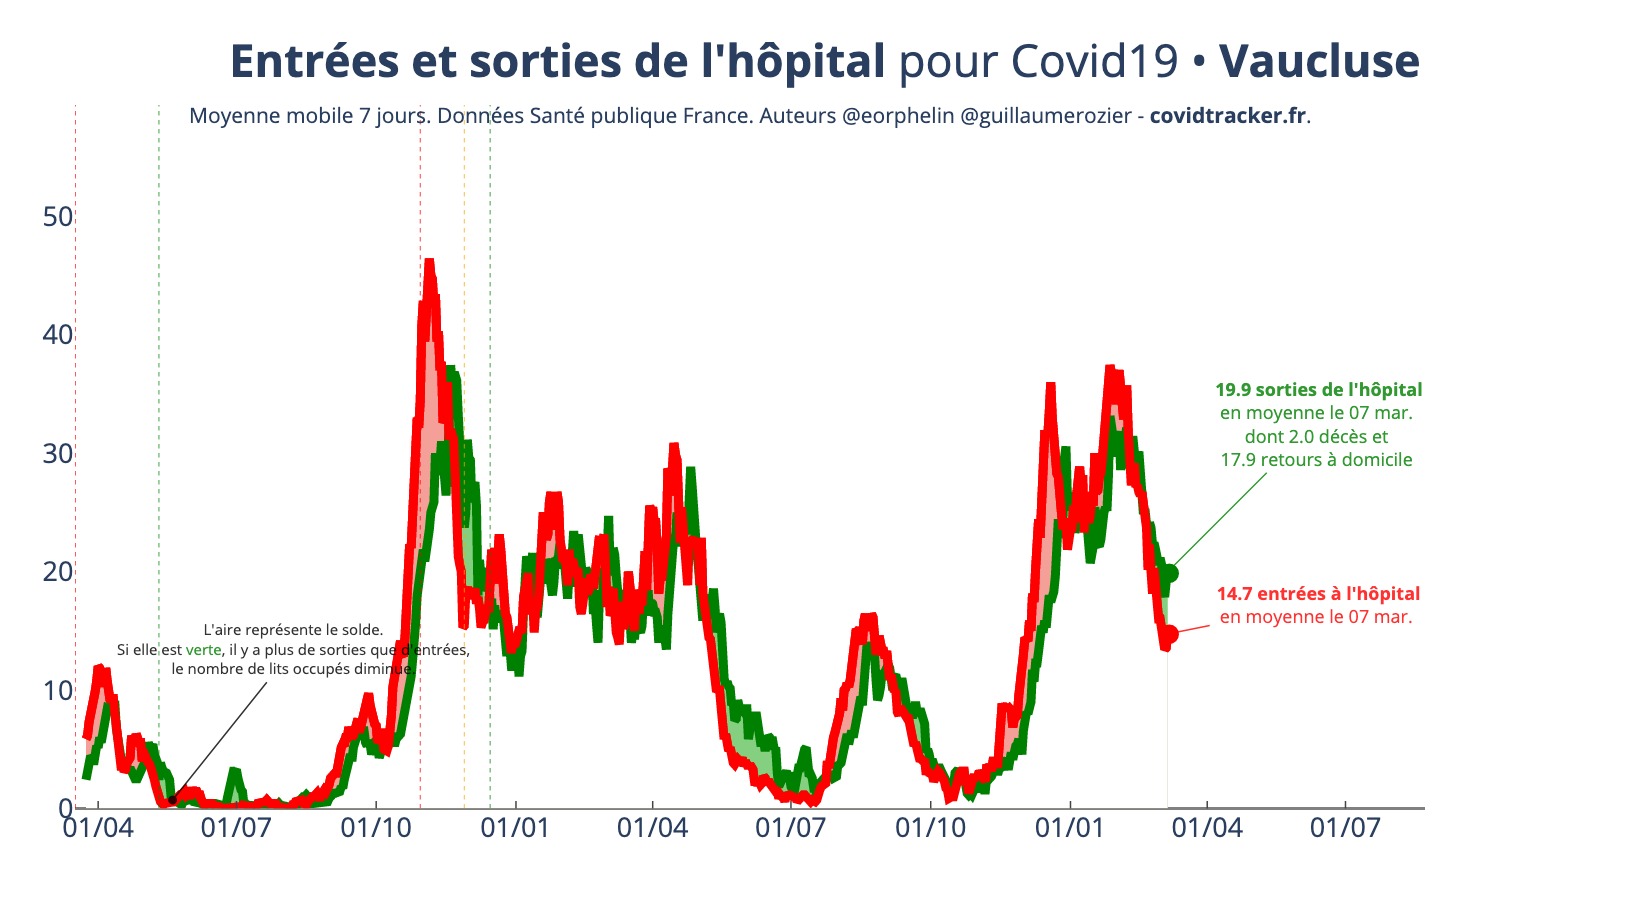 Entrées et sorties de l'hôpital pour Covid19 • Vaucluse
Moyenne mobile 7 jours. Données Santé publique France. Auteurs @eorphelin @guillaumerozier - covidtracker.fr.
50
40
30
20
10
0
19.9 sorties de l'hôpital
en moyenne le 07 mar.
dont 2.0 décès et
17.9 retours à domicile
14.7 entrées à l'hôpital
en moyenne le 07 mar.
L'aire représente le solde.
Si elle est verte, il y a plus de sorties que d'entrées,
le nombre de lits occupés diminue.
01/04 01/07 01/10 01/01 01/04 01/07 01/10 01/01 01/04 01/07